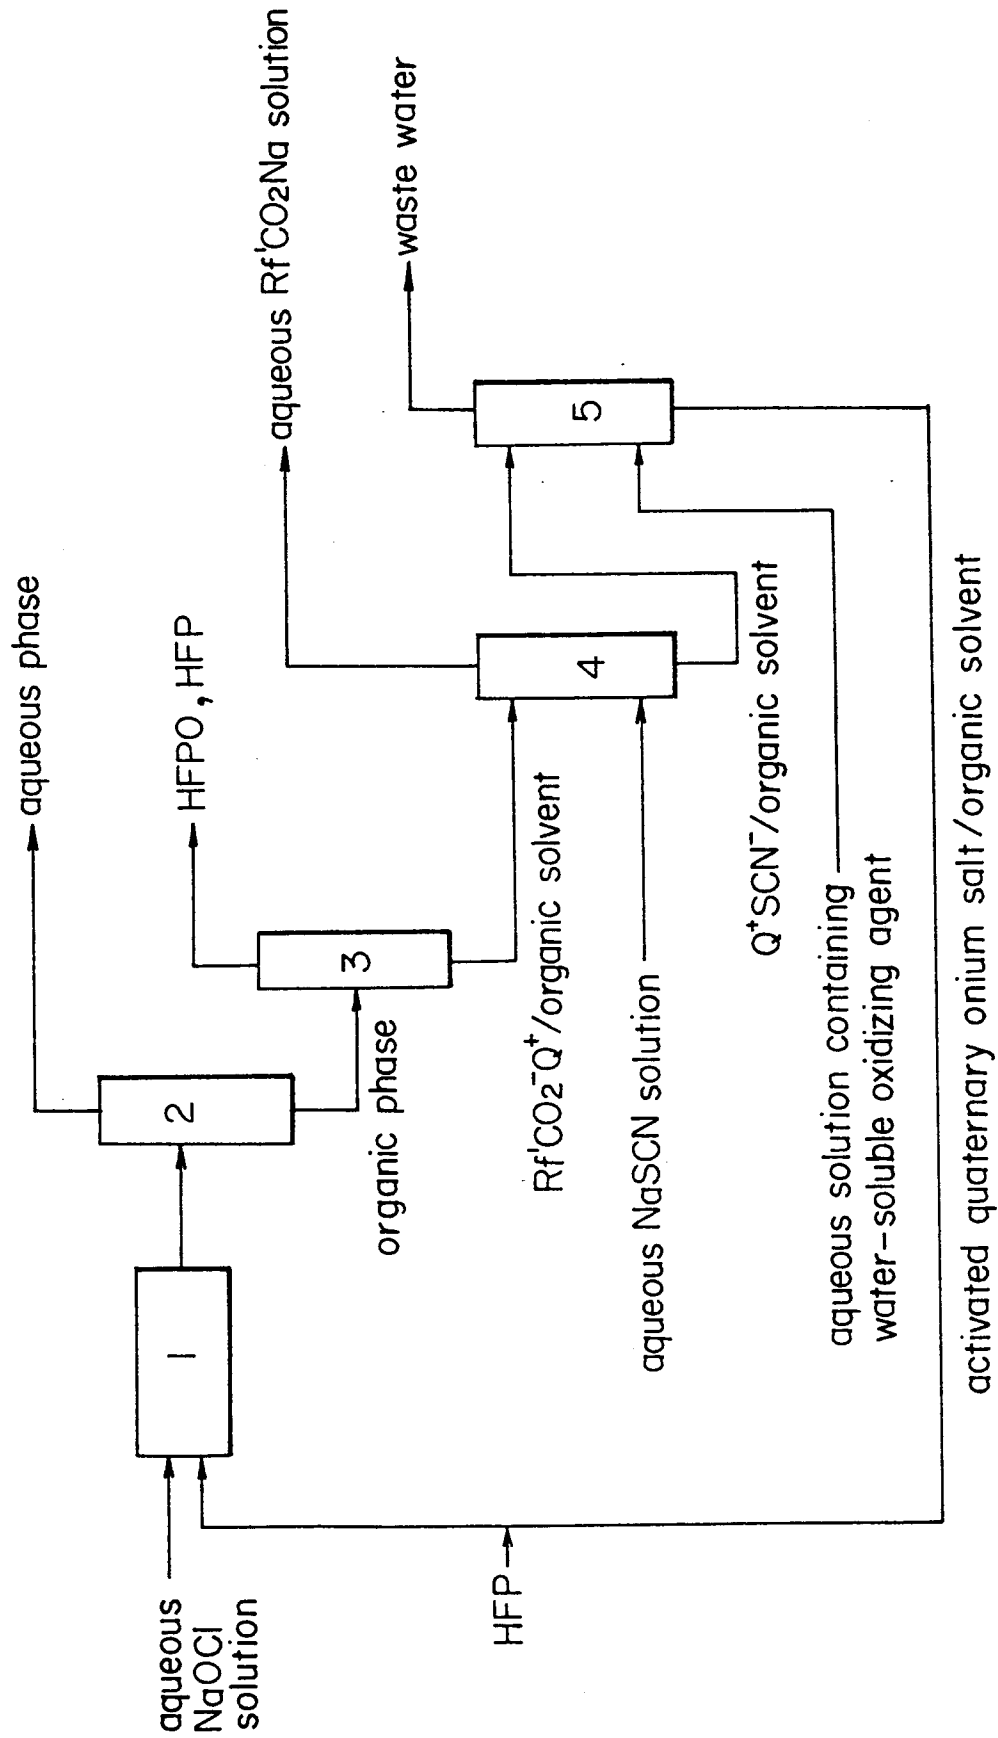 aqueous phase
HFPO, HFP
aqueous Rf'CO2Na solution
waste water
aqueous
NaOCl
solution
1
2
3
4
5
organic phase
Rf'CO2⁻Q⁺/organic solvent
aqueous NaSCN solution
Q⁺SCN⁻/organic solvent
aqueous solution containing
water-soluble oxidizing agent
HFP
activated quaternary onium salt/organic solvent